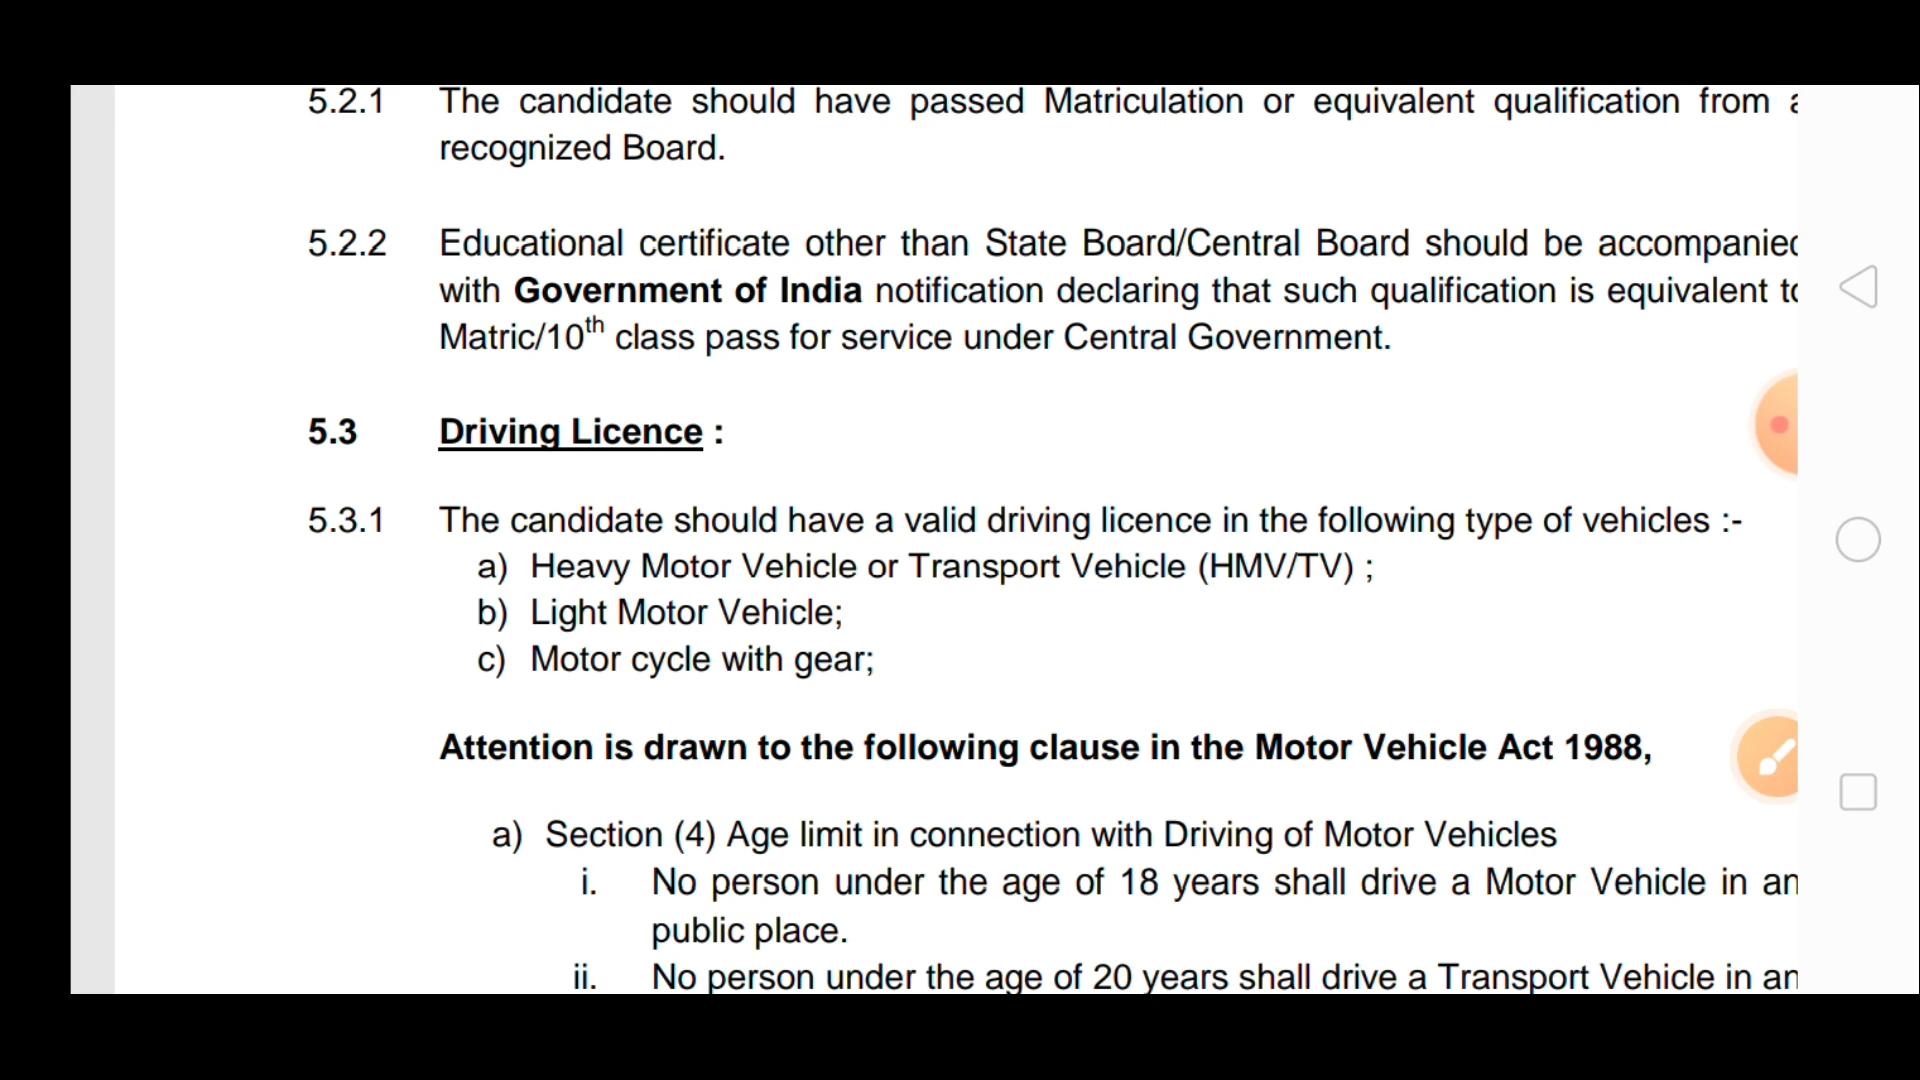 5.2.1 The candidate should have passed Matriculation or equivalent qualification from
recognized Board.
5.2.2 Educational certificate other than State Board/Central Board should be accompanied
with Government of India notification declaring that such qualification is equivalent to
Matric/10th class pass for service under Central Government.
5.3 Driving Licence :
5.3.1 The candidate should have a valid driving licence in the following type of vehicles :-
a) Heavy Motor Vehicle or Transport Vehicle (HMV/TV) ;
b) Light Motor Vehicle;
c) Motor cycle with gear;
Attention is drawn to the following clause in the Motor Vehicle Act 1988,
a) Section (4) Age limit in connection with Driving of Motor Vehicles
i. No person under the age of 18 years shall drive a Motor Vehicle in an
public place.
ii. No person under the age of 20 years shall drive a Transport Vehicle in an